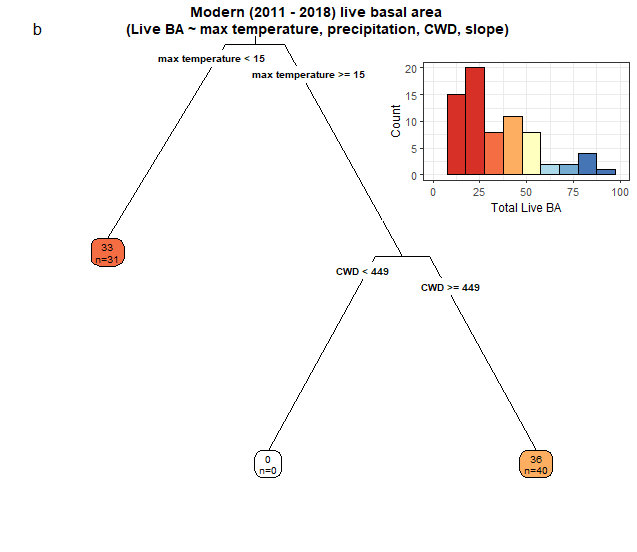 b
Modern (2011 - 2018) live basal area
(Live BA ~ max temperature, precipitation, CWD, slope)
max temperature < 15
max temperature >= 15
20
15
10
5
0
Count
0 25 50 75 100
Total Live BA
33
n=31
CWD < 449
CWD >= 449
0
n=0
36
n=40